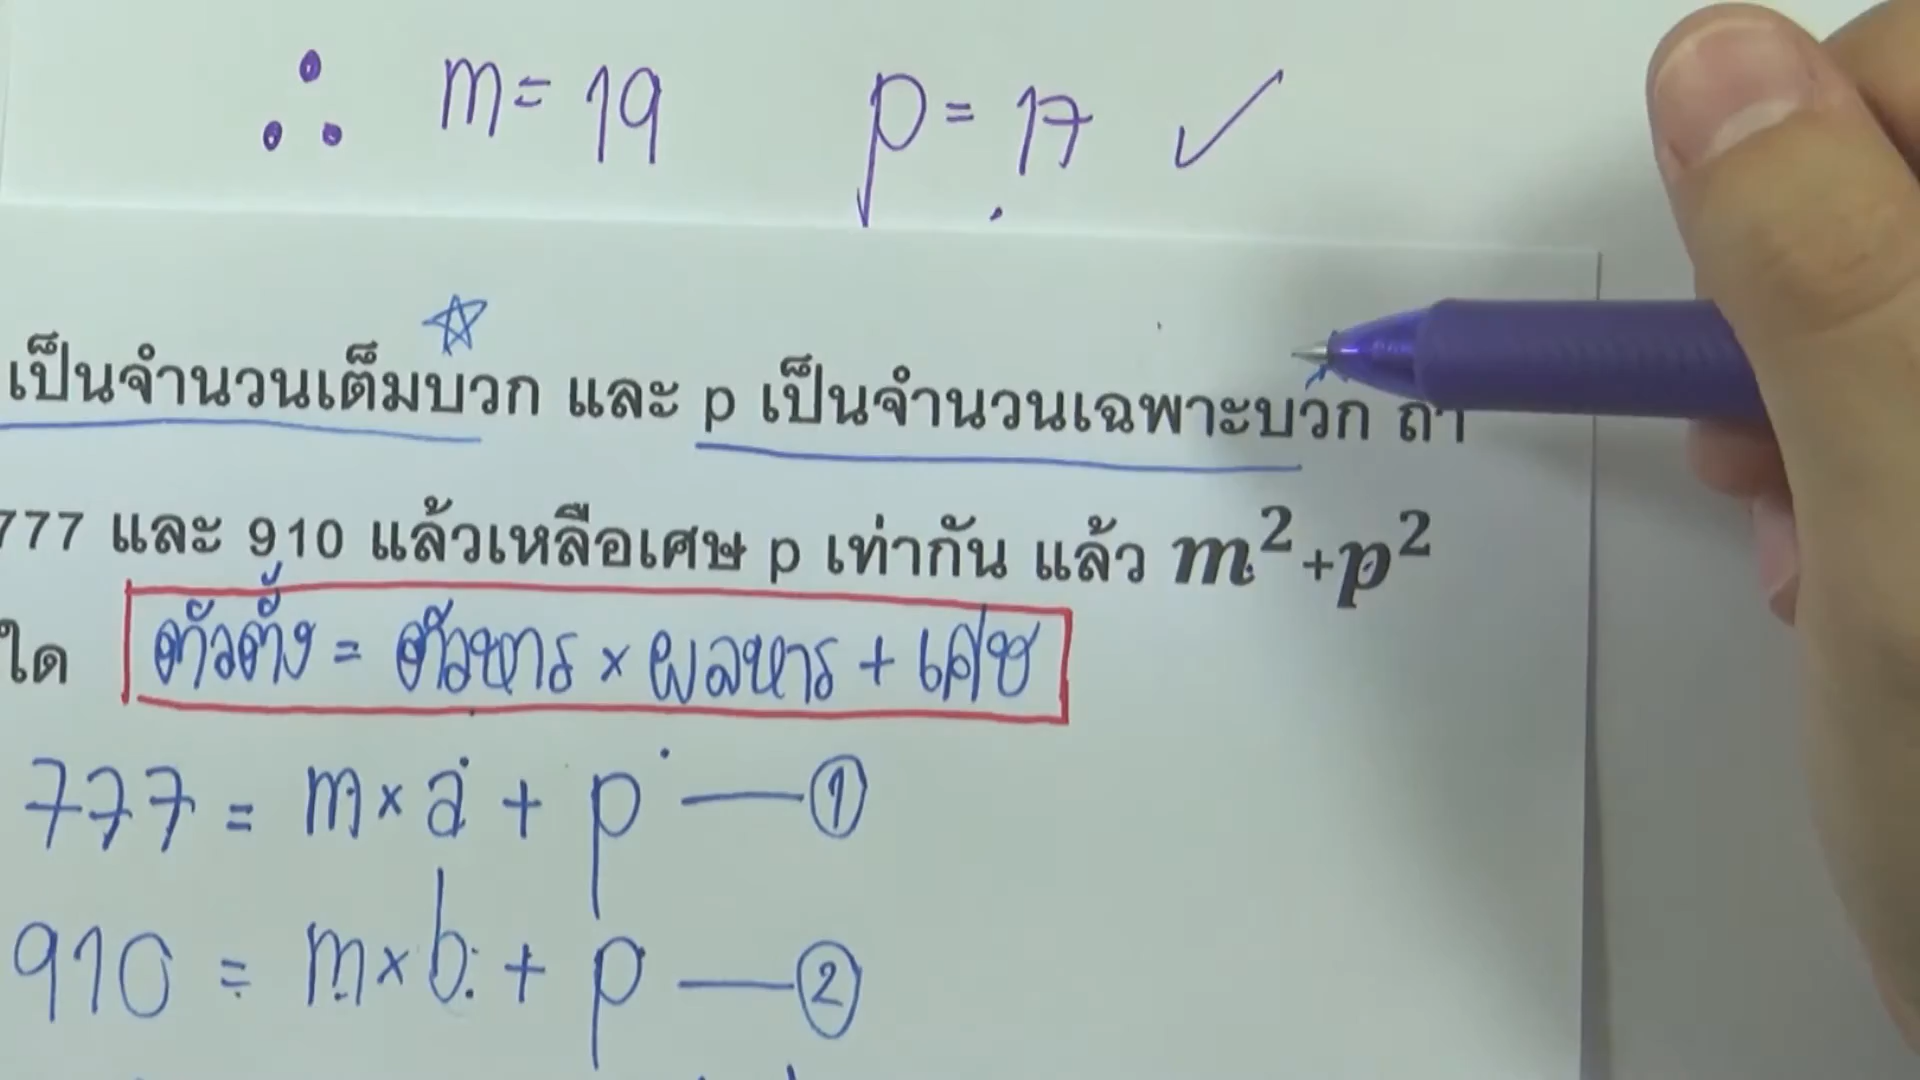 ∴ m = 19 p = 17 ✓
เป็นจำนวนเต็มบวก และ p เป็นจำนวนเฉพาะบวก ถ้า
777 และ 910 แล้วเหลือเศษ p เท่ากัน แล้ว m²+p²
ใด ตัวตั้ง = ตัวหาร × ผลหาร + เศษ
777 = m × a + p — ①
910 = m × b + p — ②